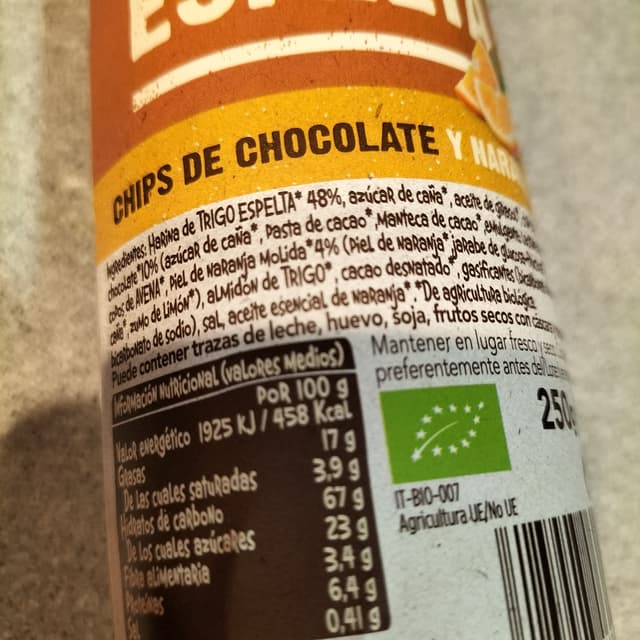 ESPELTA
CHIPS DE CHOCOLATE Y NARA
Ingredientes: Harina de TRIGO ESPELTA* 48%, azúcar de caña*, aceite de
chocolate*10% (azúcar de caña*, pasta de cacao*, manteca de cacao*,
copos de AVENA*, piel de naranja molida*4% (piel de naranja*, jarabe de
caña*, zumo de limón*), almidón de TRIGO*, cacao desnatado*, gasificantes
bicarbonato de sodio), sal, aceite esencial de naranja*. *De agricultura biológica.
Puede contener trazas de leche, huevo, soja, frutos secos con
Mantener en lugar fresco y seco
preferentemente antes del
Información nutricional (valores medios)
Por 100 g
Valor energético 1925 kJ / 458 Kcal
Grasas 17 g
De las cuales saturadas 3,9 g
Hidratos de carbono 67 g
De los cuales azúcares 23 g
Fibra alimentaria 3,4 g
Proteínas 6,4 g
Sal 0,41 g
250
IT-BIO-007
Agricultura UE/No UE